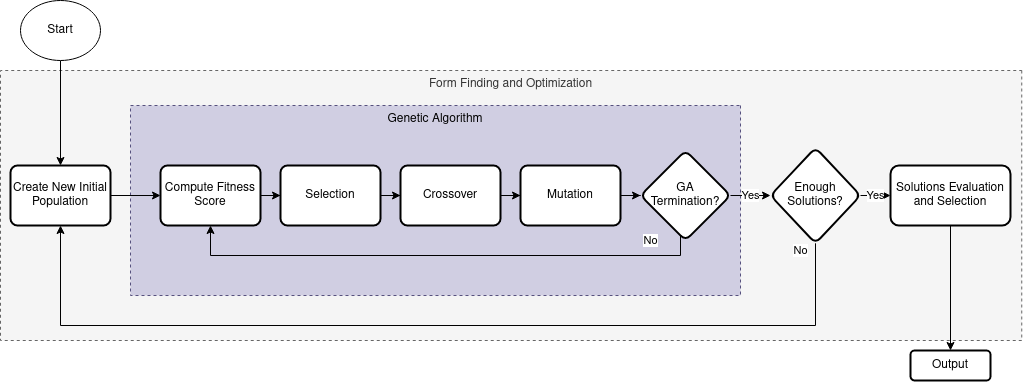 Start
Form Finding and Optimization
Genetic Algorithm
Create New Initial
Population
Compute Fitness
Score
Selection
Crossover
Mutation
GA
Termination?
Yes
Enough
Solutions?
Yes
Solutions Evaluation
and Selection
No
No
Output